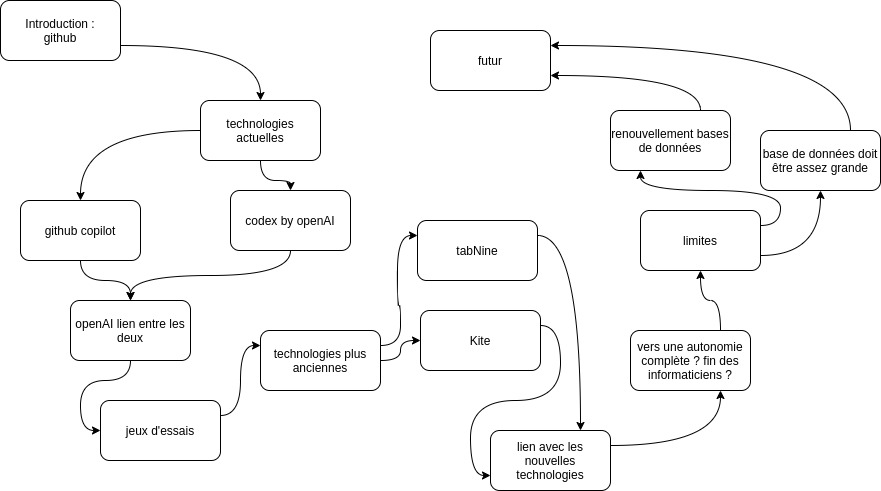 Introduction :
github
technologies
actuelles
github copilot
codex by openAI
openAI lien entre les
deux
jeux d'essais
technologies plus
anciennes
tabNine
Kite
lien avec les
nouvelles
technologies
vers une autonomie
complète ? fin des
informaticiens ?
limites
renouvellement bases
de données
base de données doit
être assez grande
futur